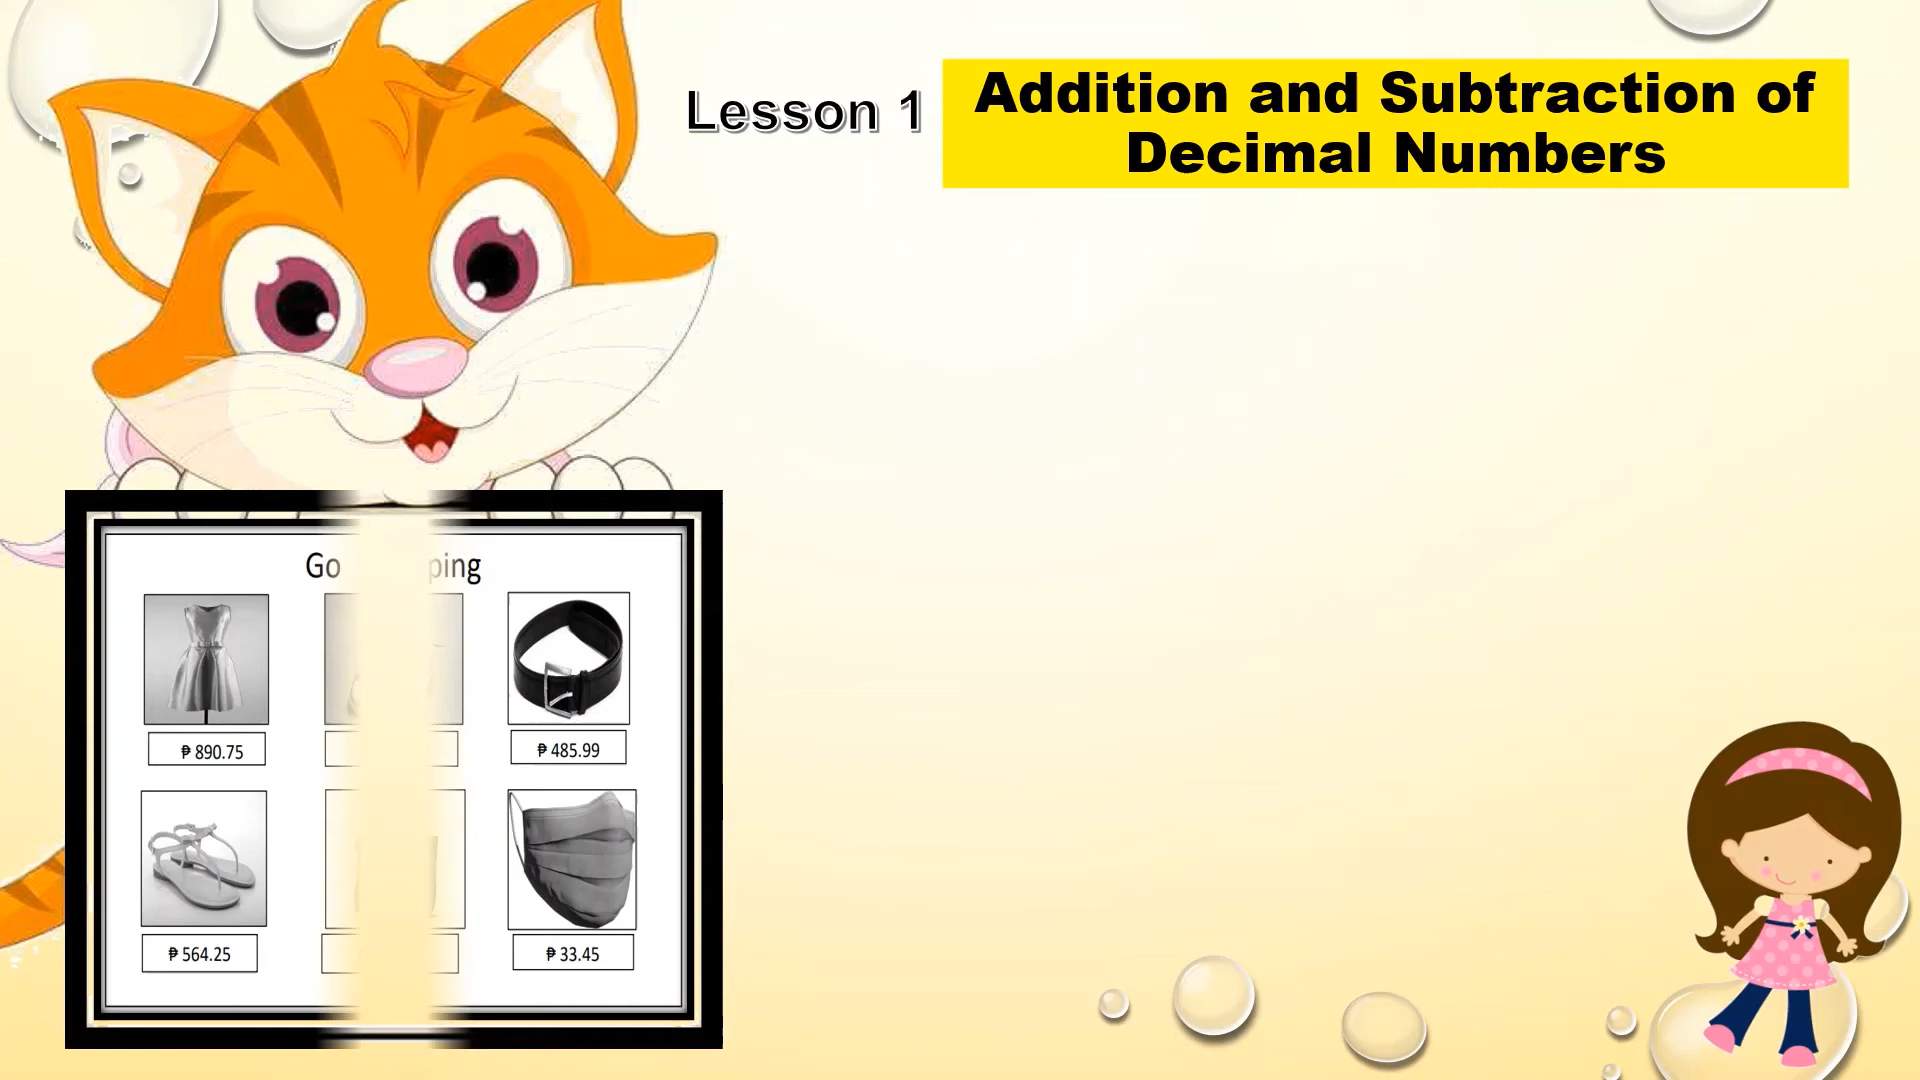 Lesson 1
Addition and Subtraction of
Decimal Numbers
Go ping
₱ 890.75
₱ 485.99
₱ 564.25
₱ 33.45